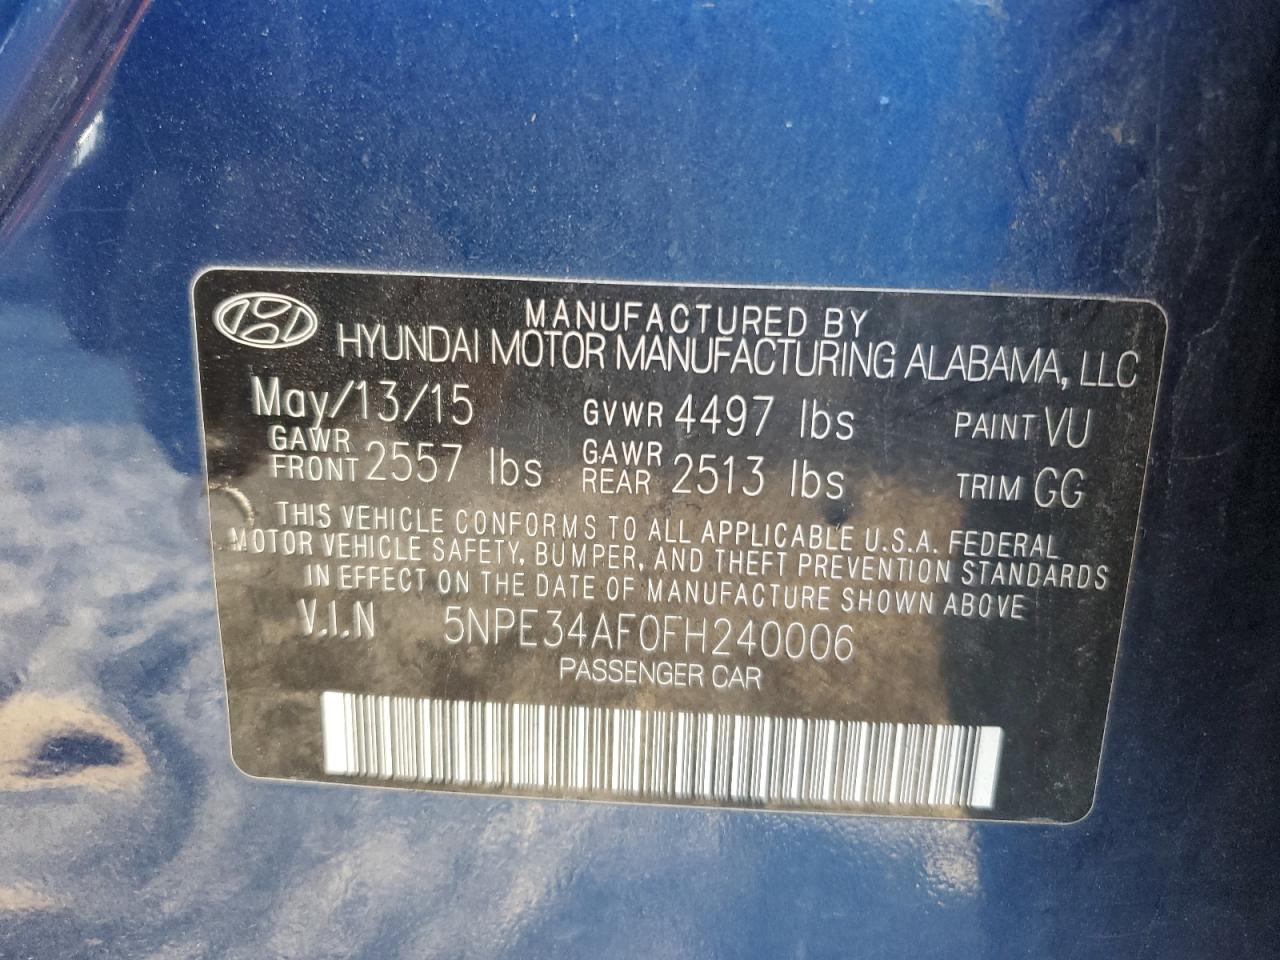 MANUFACTURED BY
HYUNDAI MOTOR MANUFACTURING ALABAMA, LLC
May/13/15 GVWR 4497 lbs PAINT VU
GAWR FRONT 2557 lbs GAWR REAR 2513 lbs TRIM GG
THIS VEHICLE CONFORMS TO ALL APPLICABLE U.S.A. FEDERAL
MOTOR VEHICLE SAFETY, BUMPER, AND THEFT PREVENTION STANDARDS
IN EFFECT ON THE DATE OF MANUFACTURE SHOWN ABOVE
V.I.N 5NPE34AF0FH240006
PASSENGER CAR